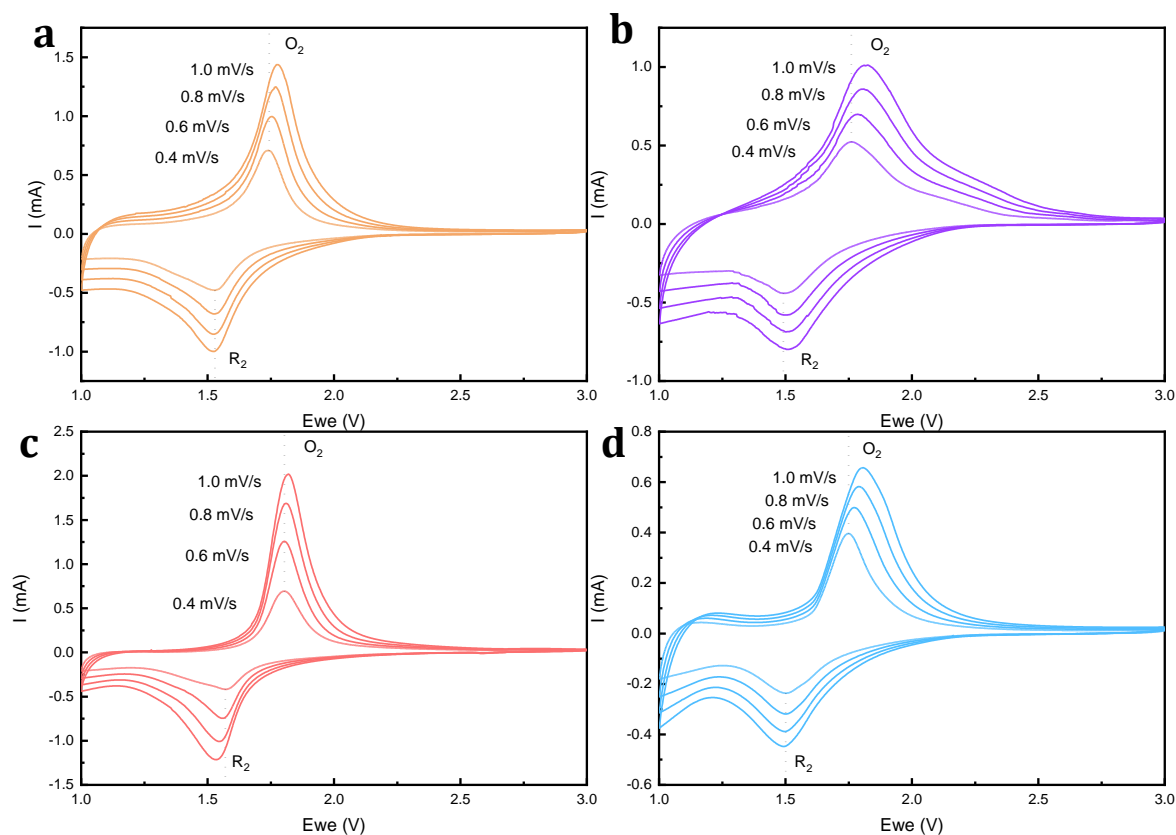 a
O2
1.0 mV/s
0.8 mV/s
0.6 mV/s
0.4 mV/s
R2
1.5
1.0
0.5
0.0
-0.5
-1.0
I (mA)
1.0 1.5 2.0 2.5 3.0
Ewe (V)
b
O2
1.0 mV/s
0.8 mV/s
0.6 mV/s
0.4 mV/s
R2
1.0
0.5
0.0
-0.5
-1.0
I (mA)
1.0 1.5 2.0 2.5 3.0
Ewe (V)
c
O2
1.0 mV/s
0.8 mV/s
0.6 mV/s
0.4 mV/s
R2
2.5
2.0
1.5
1.0
0.5
0.0
-0.5
-1.0
-1.5
I (mA)
1.0 1.5 2.0 2.5 3.0
Ewe (V)
d
O2
1.0 mV/s
0.8 mV/s
0.6 mV/s
0.4 mV/s
R2
0.8
0.6
0.4
0.2
0.0
-0.2
-0.4
-0.6
I (mA)
1.0 1.5 2.0 2.5 3.0
Ewe (V)